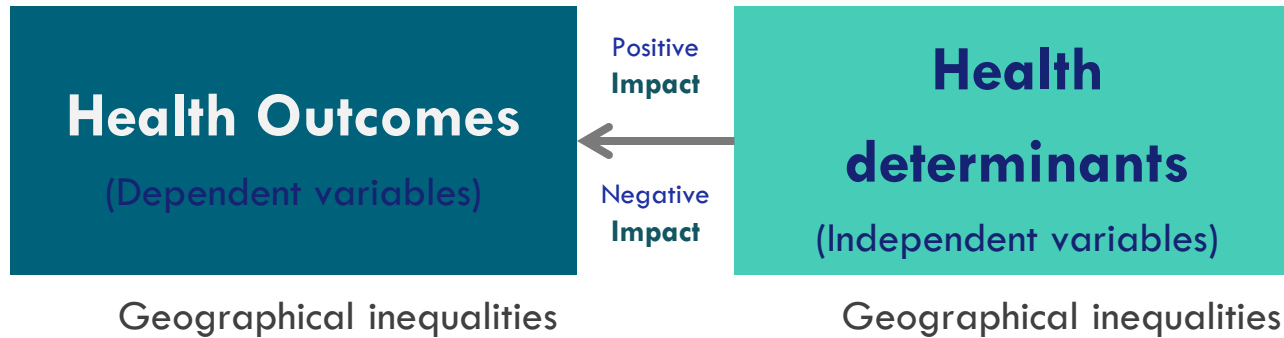 Health Outcomes
(Dependent variables)
Positive
Impact
Negative
Impact
Health
determinants
(Independent variables)
Geographical inequalities
Geographical inequalities